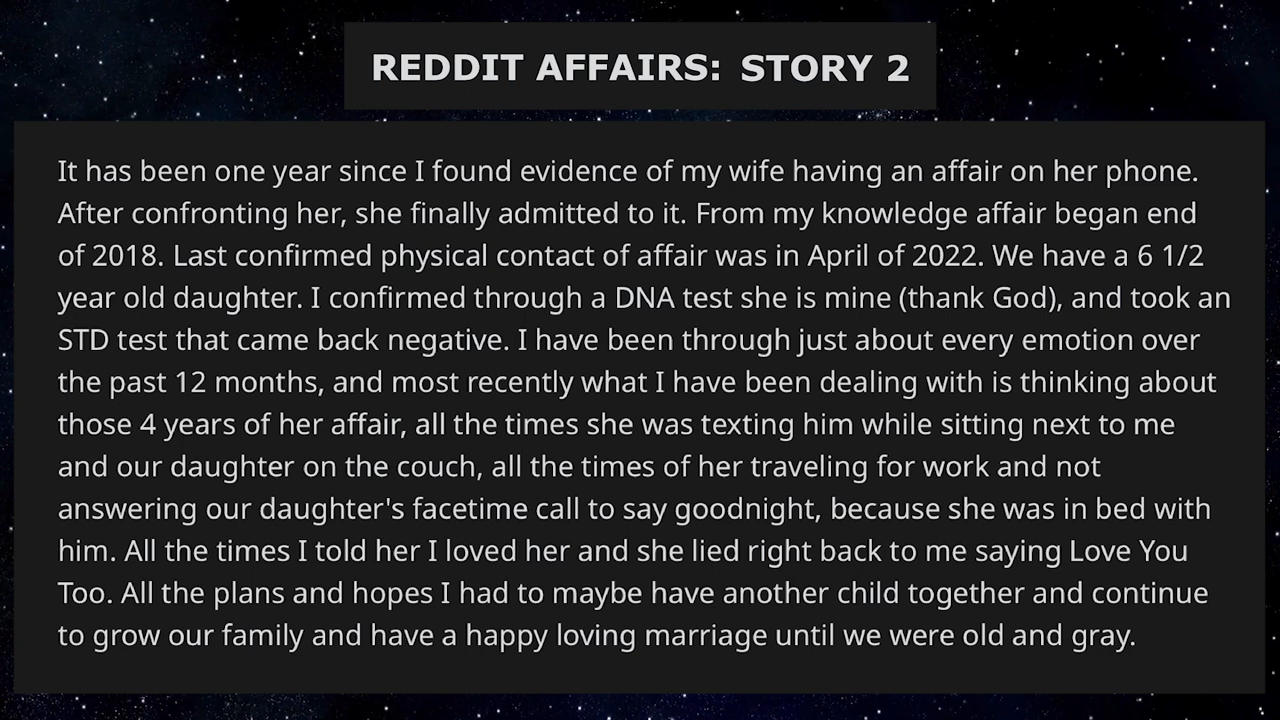 REDDIT AFFAIRS: STORY 2
It has been one year since I found evidence of my wife having an affair on her phone.
After confronting her, she finally admitted to it. From my knowledge affair began end
of 2018. Last confirmed physical contact of affair was in April of 2022. We have a 6 1/2
year old daughter. I confirmed through a DNA test she is mine (thank God), and took an
STD test that came back negative. I have been through just about every emotion over
the past 12 months, and most recently what I have been dealing with is thinking about
those 4 years of her affair, all the times she was texting him while sitting next to me
and our daughter on the couch, all the times of her traveling for work and not
answering our daughter's facetime call to say goodnight, because she was in bed with
him. All the times I told her I loved her and she lied right back to me saying Love You
Too. All the plans and hopes I had to maybe have another child together and continue
to grow our family and have a happy loving marriage until we were old and gray.